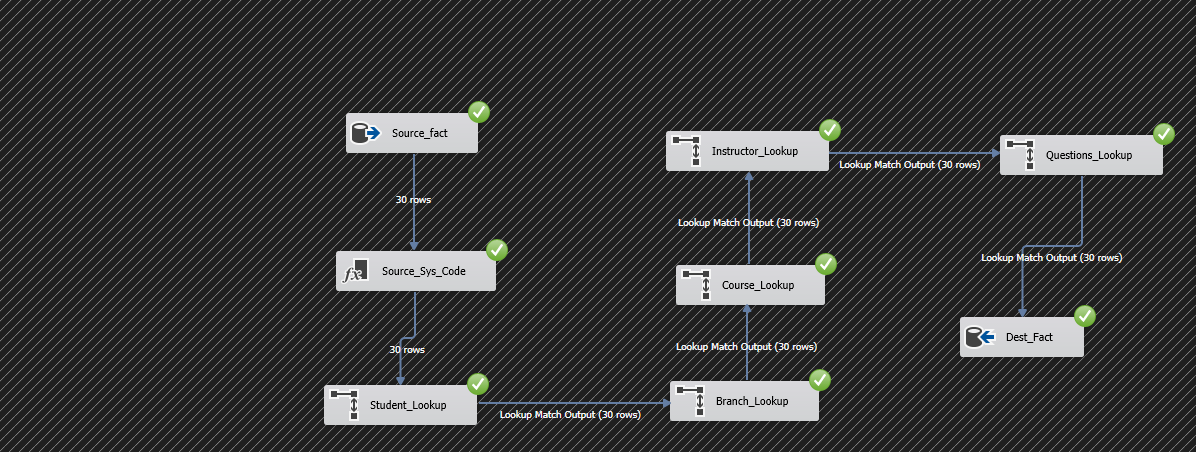 Source_fact
30 rows
fx
Source_Sys_Code
30 rows
Student_Lookup
Lookup Match Output (30 rows)
Branch_Lookup
Lookup Match Output (30 rows)
Course_Lookup
Lookup Match Output (30 rows)
Instructor_Lookup
Lookup Match Output (30 rows)
Questions_Lookup
Lookup Match Output (30 rows)
Dest_Fact